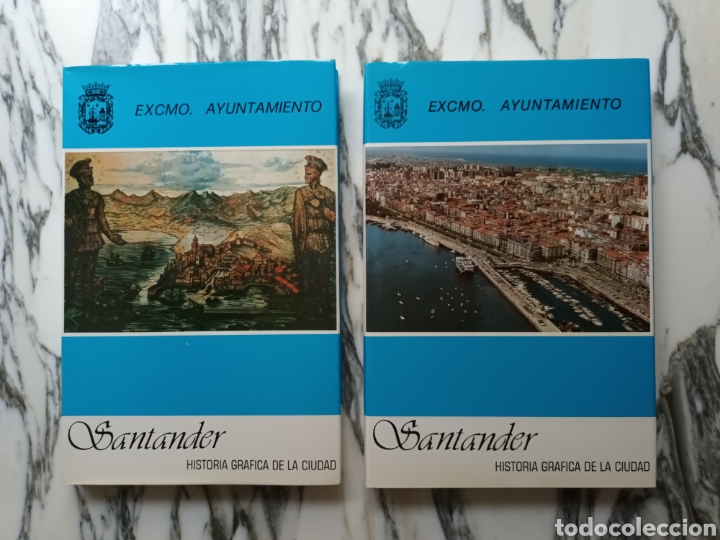 EXCMO. AYUNTAMIENTO
Santander
HISTORIA GRAFICA DE LA CIUDAD
EXCMO. AYUNTAMIENTO
Santander
HISTORIA GRAFICA DE LA CIUDAD
todocoleccion